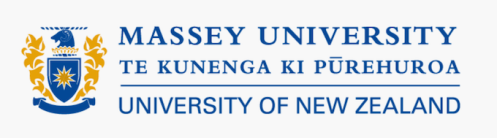 MASSEY UNIVERSITY
TE KUNENGA KI PŪREHUROA
UNIVERSITY OF NEW ZEALAND